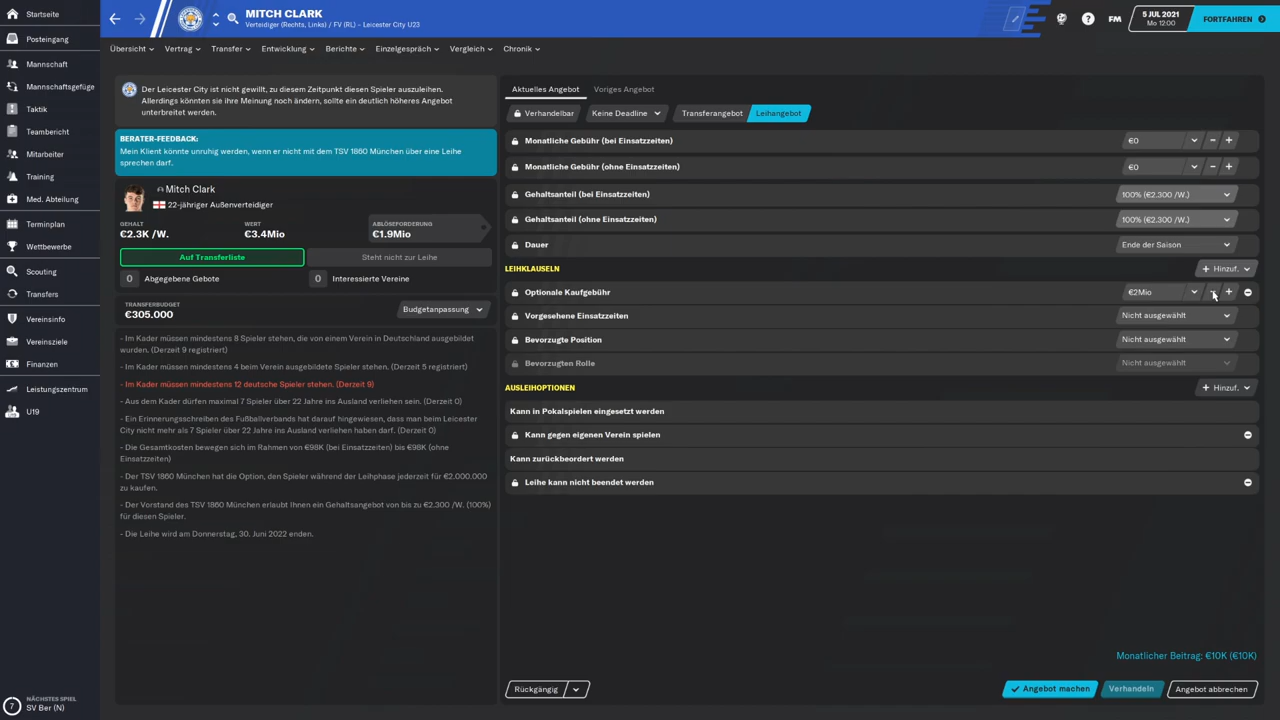 Startseite
Posteingang
Mannschaft
Mannschaftsgefüge
Taktik
Teambericht
Mitarbeiter
Training
Med. Abteilung
Terminplan
Wettbewerbe
Scouting
Transfers
Vereinsinfo
Vereinsziele
Finanzen
Leistungszentrum
U19
NÄCHSTES SPIEL
7 SV Ber (N)
MITCH CLARK
Verteidiger (Rechts, Links) / FV (RL) – Leicester City U23
FM
5 JUL 2021
Mo 12:00
FORTFAHREN
Übersicht
Vertrag
Transfer
Entwicklung
Berichte
Einzelgespräch
Vergleich
Chronik
Der Leicester City ist nicht gewillt, zu diesem Zeitpunkt diesen Spieler auszuleihen.
Allerdings könnten sie ihre Meinung noch ändern, sollte ein deutlich höheres Angebot
unterbreitet werden.
BERATER-FEEDBACK:
Mein Klient könnte unruhig werden, wenn er nicht mit dem TSV 1860 München über eine Leihe
sprechen darf.
Mitch Clark
22-jähriger Außenverteidiger
GEHALT
€2.3K /W.
WERT
€3.4Mio
ABLÖSEFORDERUNG
€1.9Mio
Auf Transferliste
Steht nicht zur Leihe
0 Abgegebene Gebote
0 Interessierte Vereine
TRANSFERBUDGET
€305.000
Budgetanpassung
- Im Kader müssen mindestens 8 Spieler stehen, die von einem Verein in Deutschland ausgebildet
wurden. (Derzeit 9 registriert)
- Im Kader müssen mindestens 4 beim Verein ausgebildete Spieler stehen. (Derzeit 5 registriert)
- Im Kader müssen mindestens 12 deutsche Spieler stehen. (Derzeit 9)
- Aus dem Kader dürfen maximal 7 Spieler über 22 Jahre ins Ausland verliehen sein. (Derzeit 0)
- Ein Erinnerungsschreiben des Fußballverbands hat darauf hingewiesen, dass man beim Leicester
City nicht mehr als 7 Spieler über 22 Jahre ins Ausland verliehen haben darf. (Derzeit 0)
- Die Gesamtkosten bewegen sich im Rahmen von €98K (bei Einsatzzeiten) bis €98K (ohne
Einsatzzeiten)
- Der TSV 1860 München hat die Option, den Spieler während der Leihphase jederzeit für €2.000.000
zu kaufen.
- Der Vorstand des TSV 1860 München erlaubt Ihnen ein Gehaltsangebot von bis zu €2.300 /W. (100%)
für diesen Spieler.
- Die Leihe wird am Donnerstag, 30. Juni 2022 enden.
Aktuelles Angebot
Voriges Angebot
Verhandelbar
Keine Deadline
Transferangebot
Leihangebot
Monatliche Gebühr (bei Einsatzzeiten) €0
Monatliche Gebühr (ohne Einsatzzeiten) €0
Gehaltsanteil (bei Einsatzzeiten) 100% (€2.300 /W.)
Gehaltsanteil (ohne Einsatzzeiten) 100% (€2.300 /W.)
Dauer Ende der Saison
LEIHKLAUSELN + Hinzuf.
Optionale Kaufgebühr €2Mio
Vorgesehene Einsatzzeiten Nicht ausgewählt
Bevorzugte Position Nicht ausgewählt
Bevorzugten Rolle Nicht ausgewählt
AUSLEIHOPTIONEN + Hinzuf.
Kann in Pokalspielen eingesetzt werden
Kann gegen eigenen Verein spielen
Kann zurückbeordert werden
Leihe kann nicht beendet werden
Monatlicher Beitrag: €10K (€10K)
Rückgängig
Angebot machen
Verhandeln
Angebot abbrechen